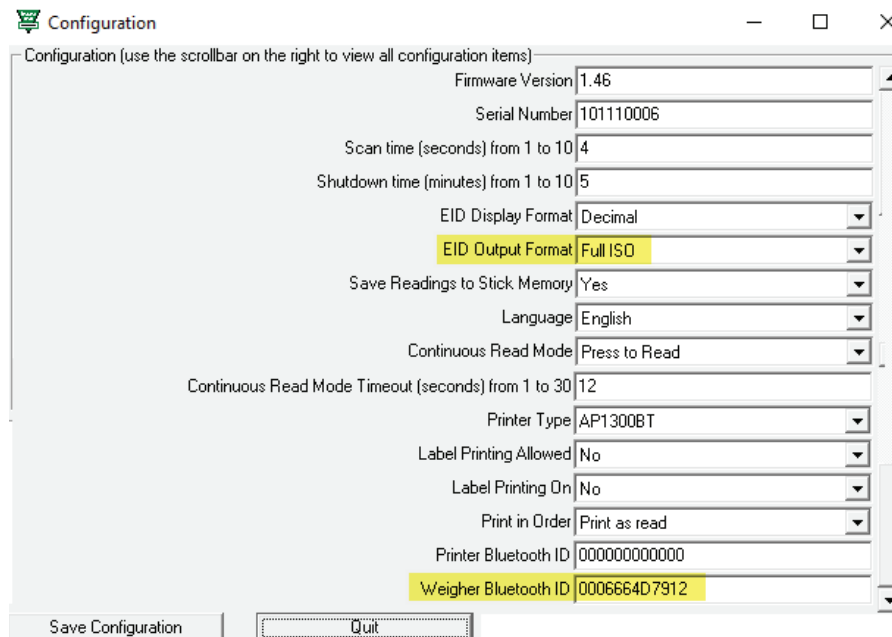 Configuration
Configuration (use the scrollbar on the right to view all configuration items)
Firmware Version 1.46
Serial Number 101110006
Scan time (seconds) from 1 to 10 4
Shutdown time (minutes) from 1 to 10 5
EID Display Format Decimal
EID Output Format Full ISO
Save Readings to Stick Memory Yes
Language English
Continuous Read Mode Press to Read
Continuous Read Mode Timeout (seconds) from 1 to 30 12
Printer Type AP1300BT
Label Printing Allowed No
Label Printing On No
Print in Order Print as read
Printer Bluetooth ID 000000000000
Weigher Bluetooth ID 0006664D7912
Save Configuration Quit